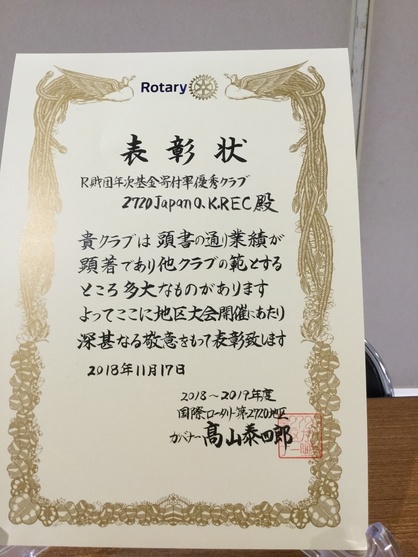 Rotary
表彰状
R財団年次基金寄付率優秀クラブ
2720 Japan O.K.REC 殿
貴クラブは頭書の通り業績が
顕著であり他クラブの範とする
ところ多大なものがあります
よってここに地区大会開催にあたり
深甚なる敬意をもって表彰致します
2018年11月17日
2018～2019年度
国際ロータリー第2720地区
ガバナー 高山泰四郎